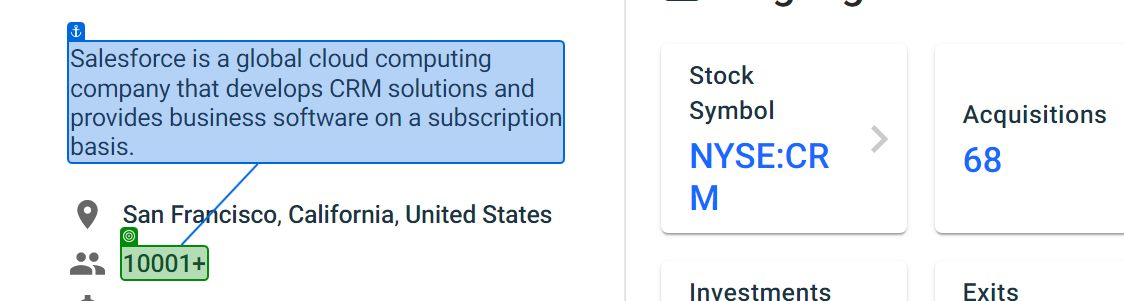 Salesforce is a global cloud computing
company that develops CRM solutions and
provides business software on a subscription
basis.
San Francisco, California, United States
10001+
Stock
Symbol
NYSE:CR
M
Acquisitions
68
Investments
Exits